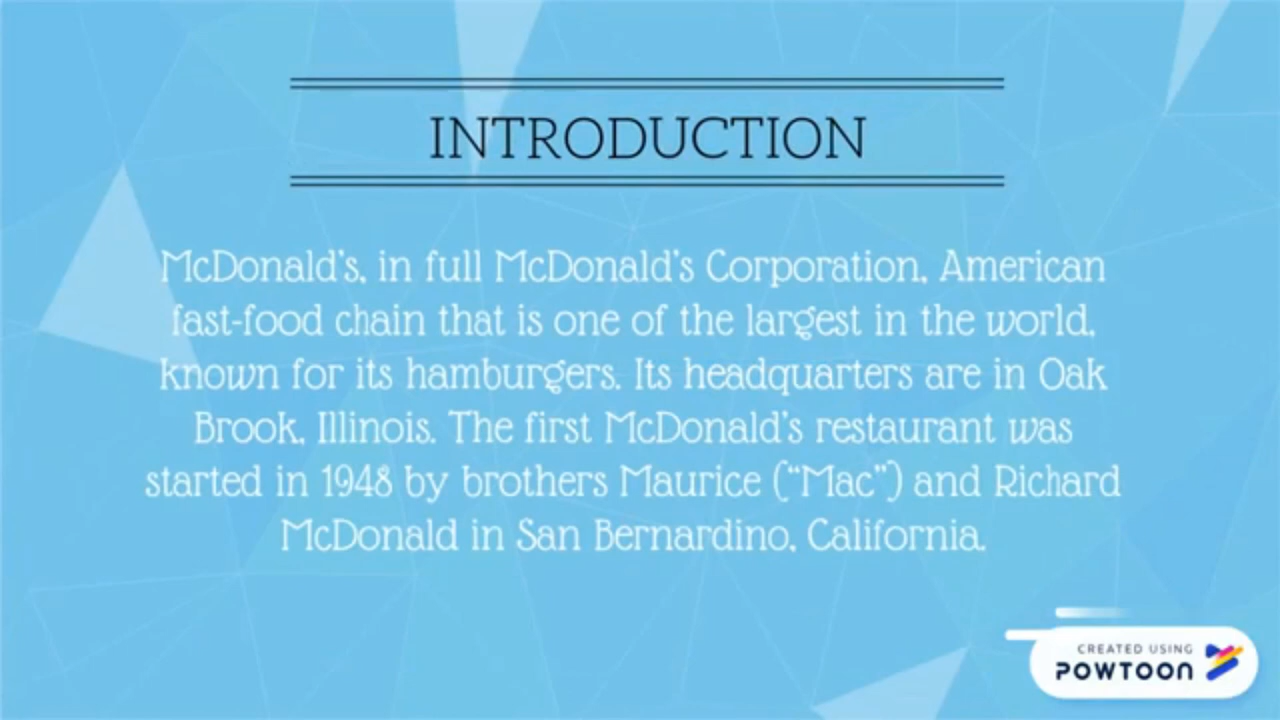 INTRODUCTION
McDonald's, in full McDonald's Corporation, American
fast-food chain that is one of the largest in the world,
known for its hamburgers. Its headquarters are in Oak
Brook, Illinois. The first McDonald's restaurant was
started in 1948 by brothers Maurice (“Mac”) and Richard
McDonald in San Bernardino, California.
CREATED USING
POWTOON